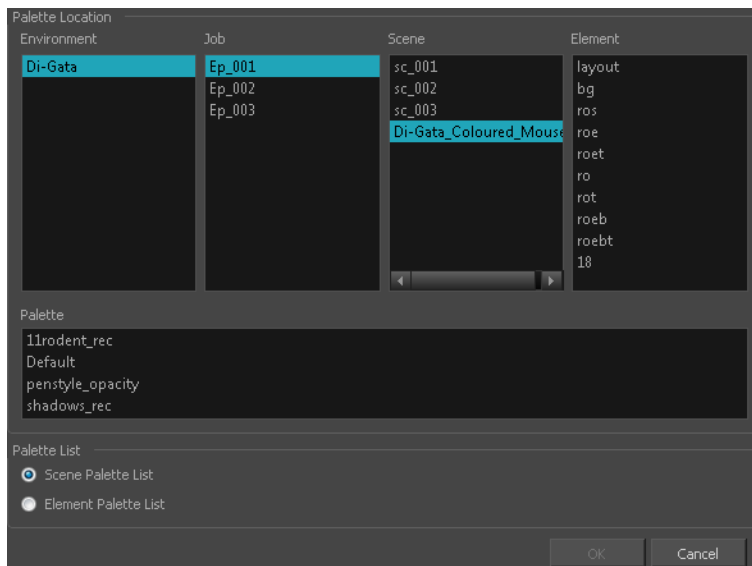 Palette Location
Environment Job Scene Element
Di-Gata Ep_001 sc_001 layout
Ep_002 sc_002 bg
Ep_003 sc_003 ros
Di-Gata_Coloured_Mouse roe
roet
ro
rot
roeb
roebt
18
Palette
11rodent_rec
Default
penstyle_opacity
shadows_rec
Palette List
Scene Palette List
Element Palette List
OK Cancel